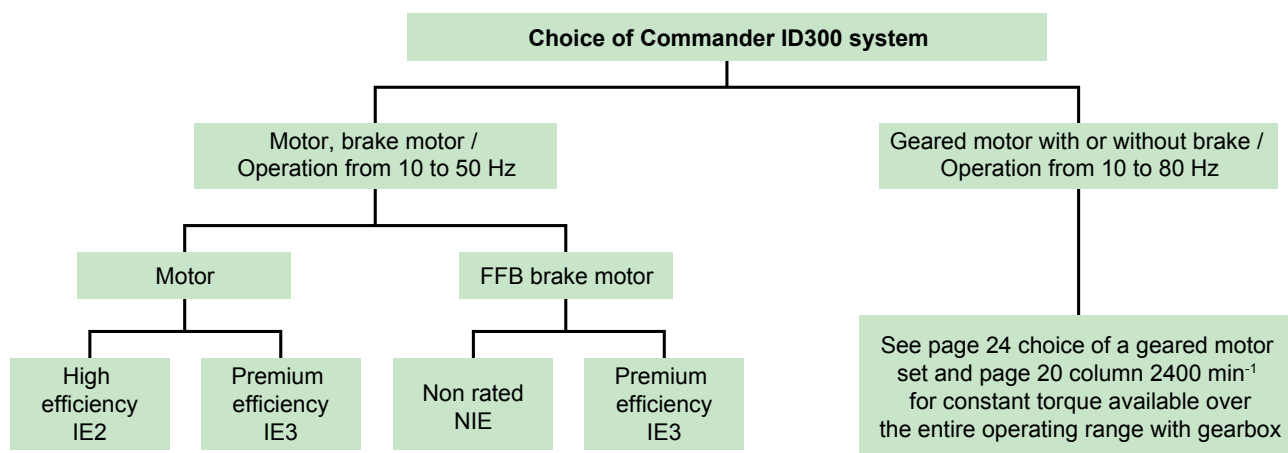 Choice of Commander ID300 system
Motor, brake motor /
Operation from 10 to 50 Hz
Geared motor with or without brake /
Operation from 10 to 80 Hz
Motor
FFB brake motor
High
efficiency
IE2
Premium
efficiency
IE3
Non rated
NIE
Premium
efficiency
IE3
See page 24 choice of a geared motor
set and page 20 column 2400 min⁻¹
for constant torque available over
the entire operating range with gearbox